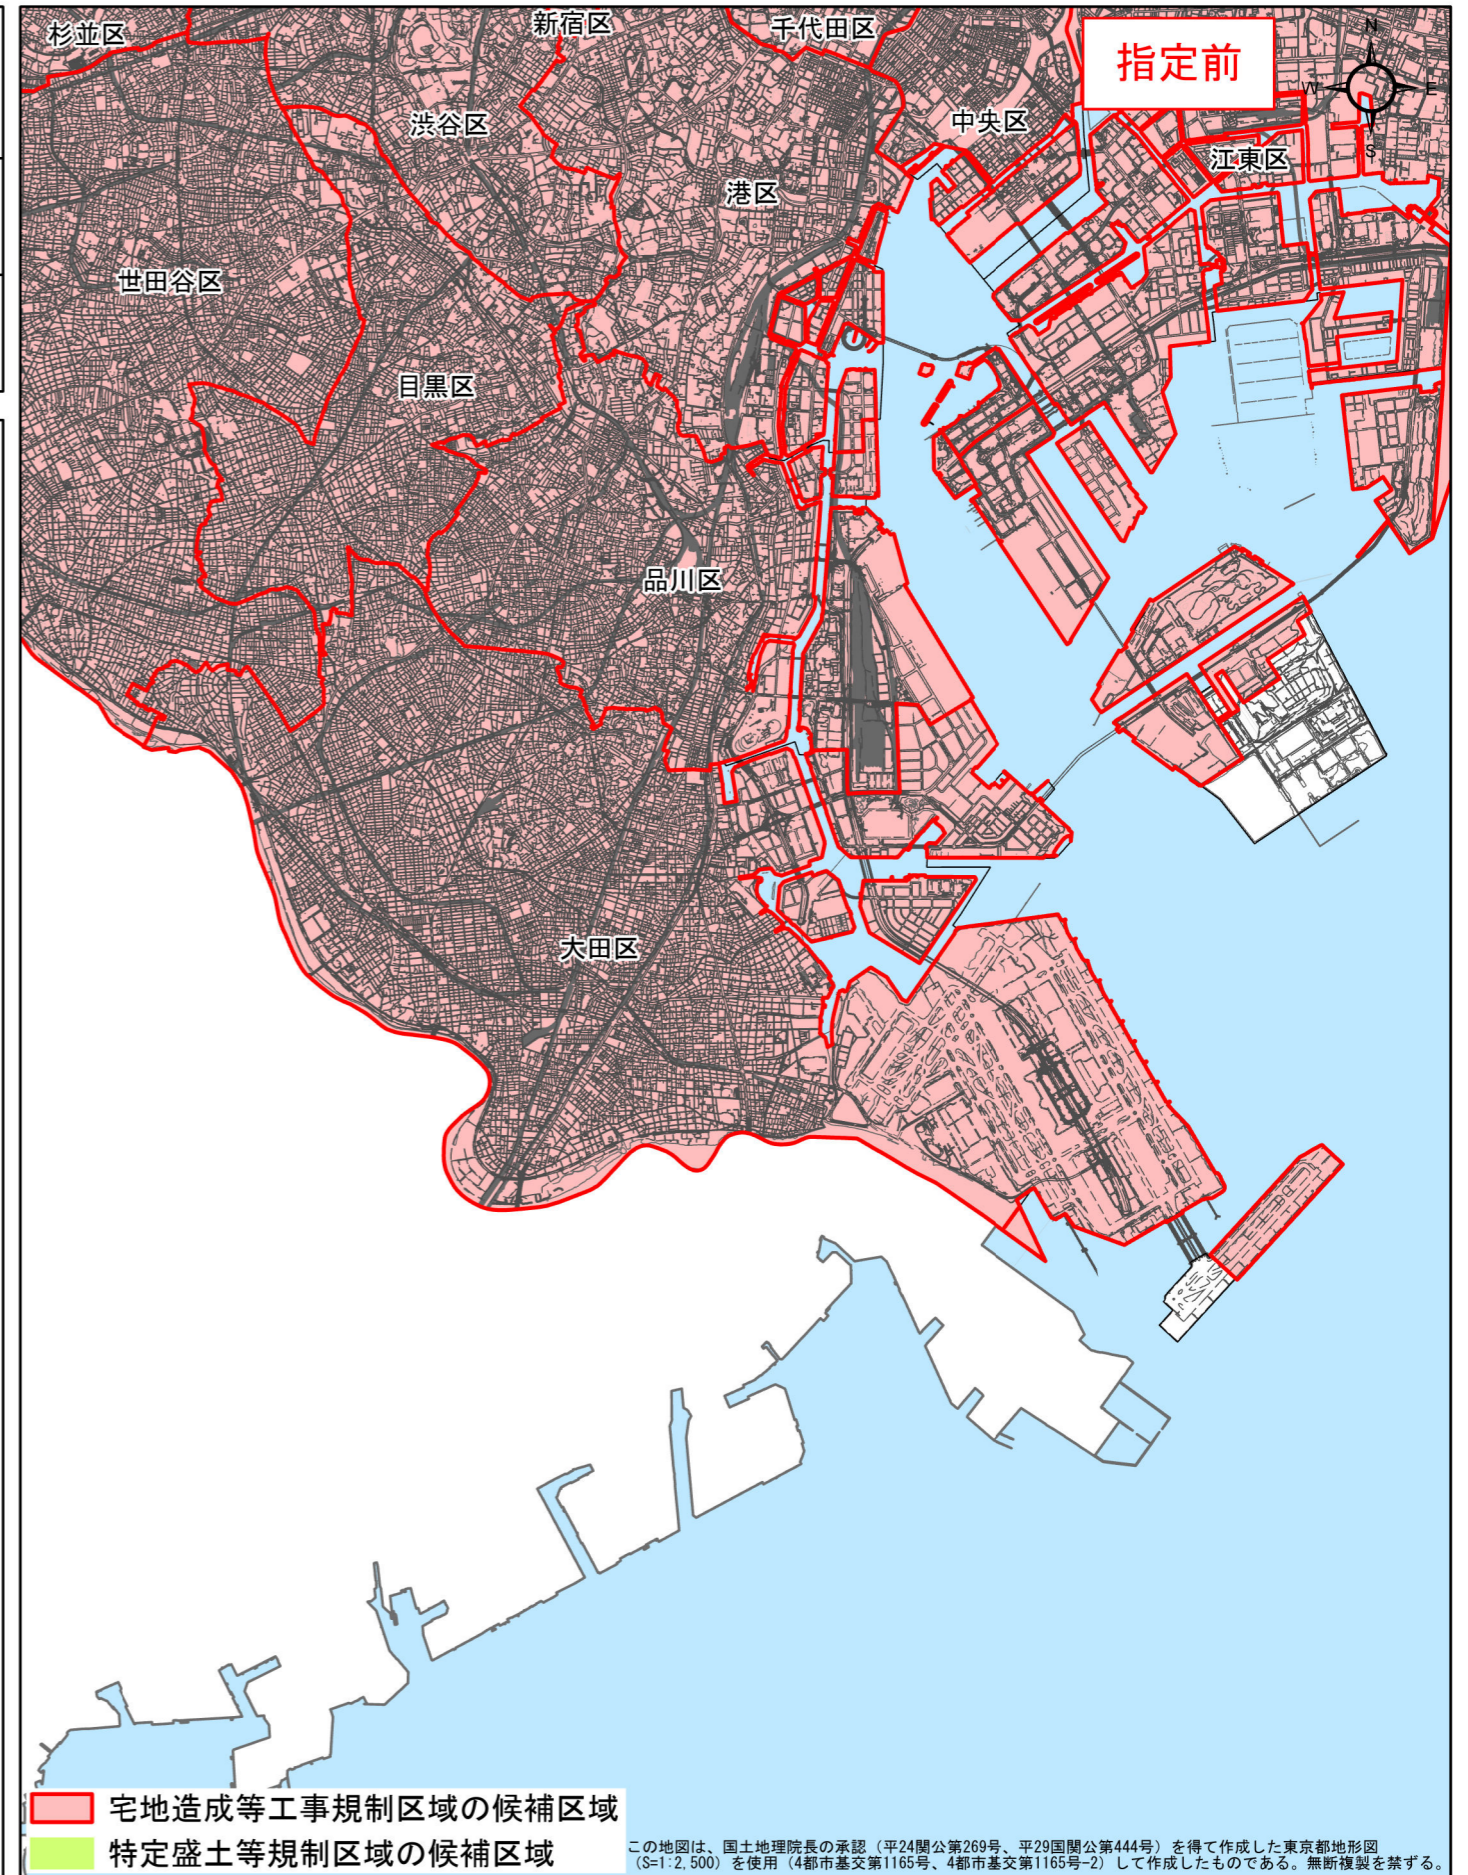 杉並区
新宿区
千代田区
指定前
N
W
E
S
渋谷区
中央区
江東区
港区
世田谷区
目黒区
品川区
大田区
宅地造成等工事規制区域の候補区域
特定盛土等規制区域の候補区域
この地図は、国土地理院長の承認（平24関公第269号、平29国関公第444号）を得て作成した東京都地形図
（S=1:2,500）を使用（4都市基交第1165号、4都市基交第1165号-2）して作成したものである。無断複製を禁ずる。